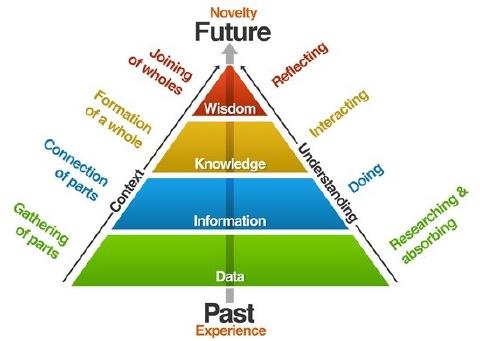 Novelty
Future
Joining
of wholes
Reflecting
Wisdom
Formation
of a whole
Interacting
Knowledge
Connection
of parts
Context
Understanding
Doing
Information
Gathering
of parts
Researching &
absorbing
Data
Past
Experience